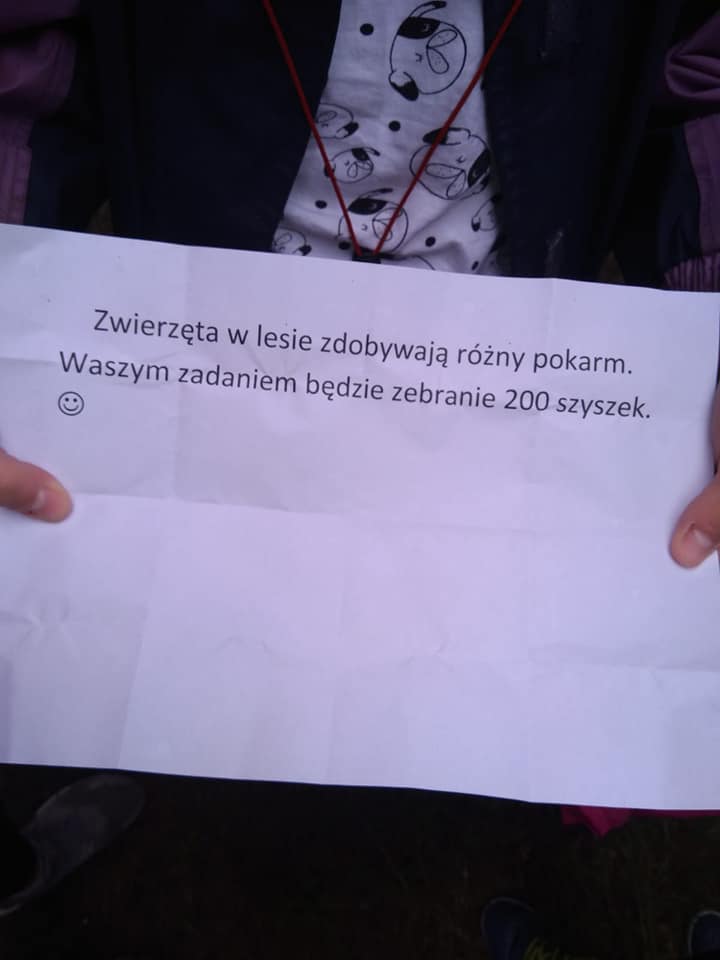 Zwierzęta w lesie zdobywają różny pokarm.
Waszym zadaniem będzie zebranie 200 szyszek.
☺